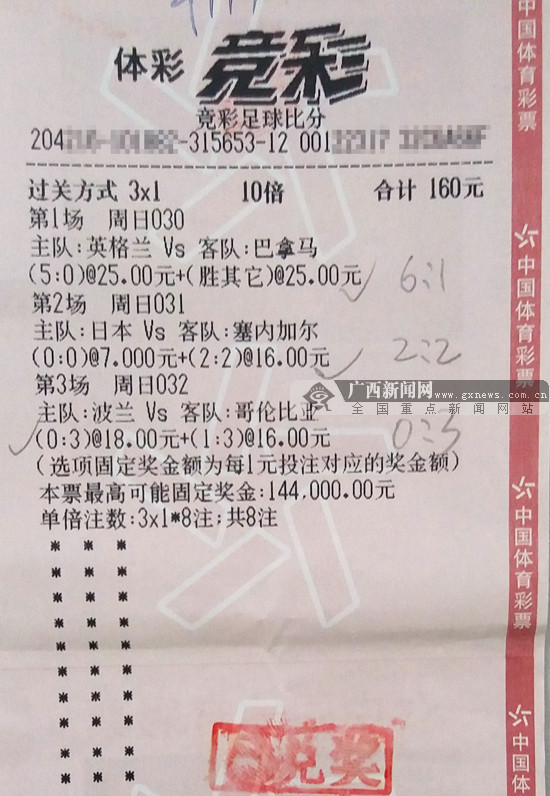 体彩 竞彩
竞彩足球比分
204
-315653-12 001
过关方式 3x1 10倍 合计 160元
第1场 周日030
主队:英格兰 Vs 客队:巴拿马
(5:0)@25.00元+(胜其它)@25.00元
6:1
第2场 周日031
主队:日本 Vs 客队:塞内加尔
(0:0)@7.000元+(2:2)@16.00元
2:2
第3场 周日032
主队:波兰 Vs 客队:哥伦比亚
(0:3)@18.00元+(1:3)@16.00元
0:3
(选项固定奖金额为每1元投注对应的奖金额)
本票最高可能固定奖金:144,000.00元
单倍注数:3x1*8注;共8注
兑奖
广西新闻网 www.gxnews.com.cn
全国重点新闻网站
中国体育彩票
中国体育彩票
中国体育彩票
中国体